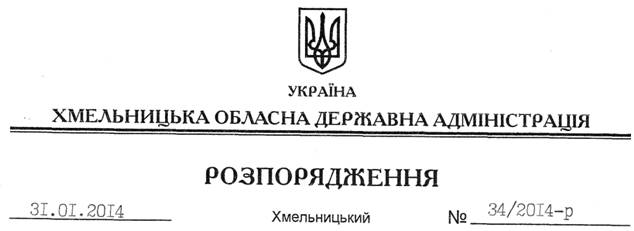 УКРАЇНА
ХМЕЛЬНИЦЬКА ОБЛАСНА ДЕРЖАВНА АДМІНІСТРАЦІЯ
РОЗПОРЯДЖЕННЯ
31.01.2014 Хмельницький № 34/2014-р